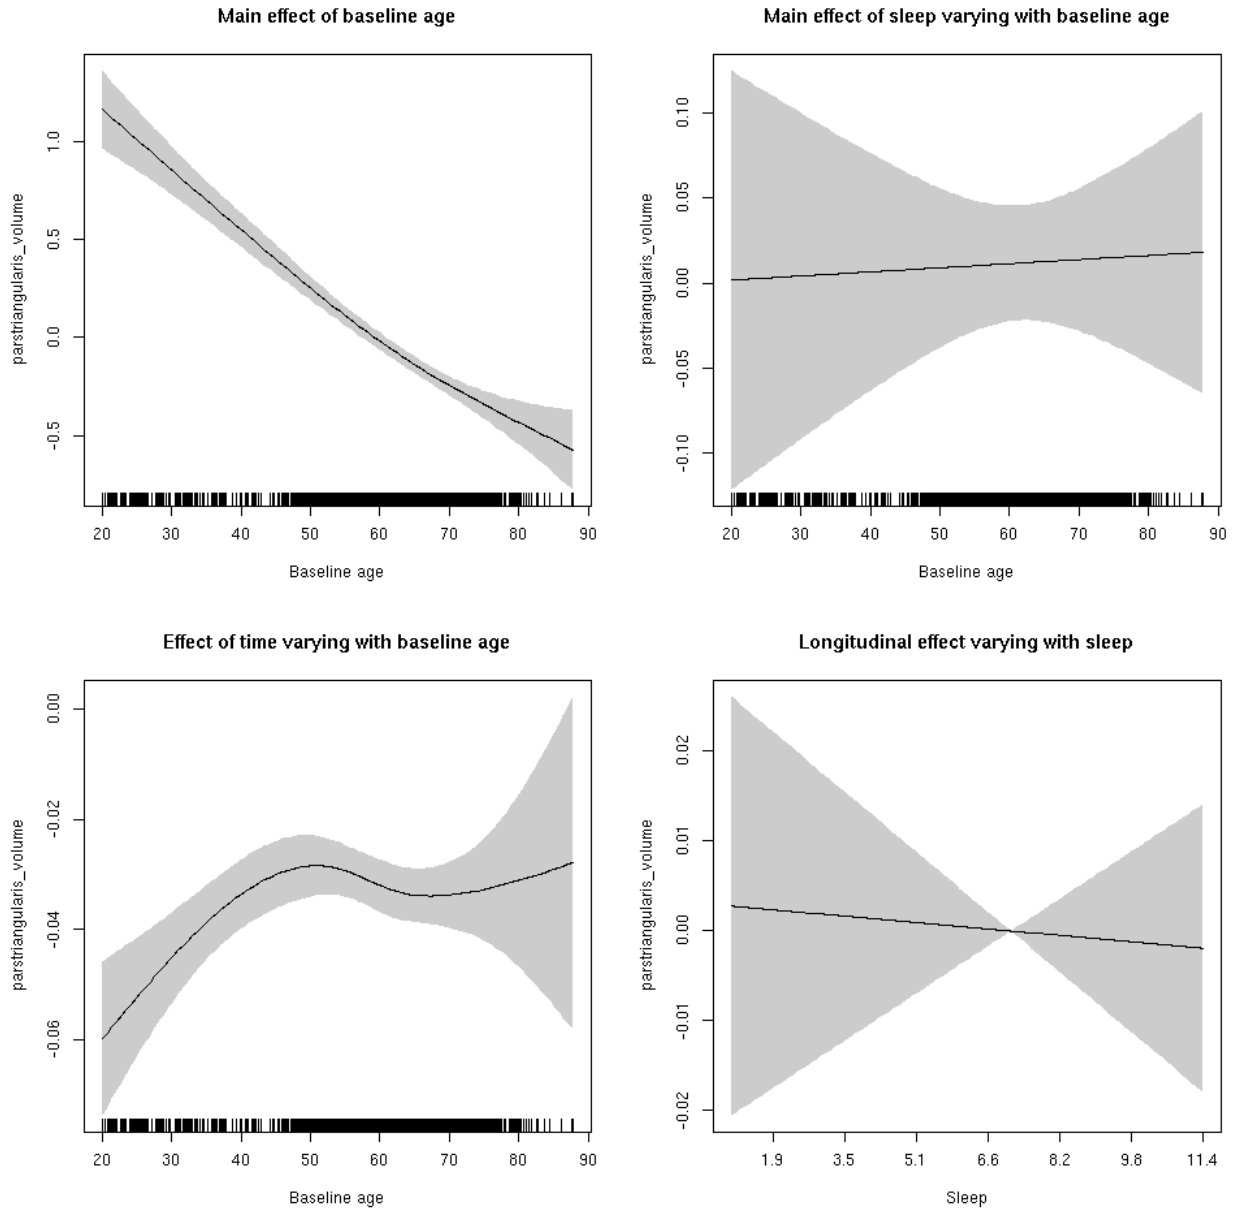 Main effect of baseline age
parstriangularis_volume
1.0
0.5
0.0
-0.5
20 30 40 50 60 70 80 90
Baseline age
Main effect of sleep varying with baseline age
parstriangularis_volume
0.10
0.05
0.00
-0.05
-0.10
20 30 40 50 60 70 80 90
Baseline age
Effect of time varying with baseline age
parstriangularis_volume
0.00
-0.02
-0.04
-0.06
20 30 40 50 60 70 80 90
Baseline age
Longitudinal effect varying with sleep
parstriangularis_volume
0.02
0.01
0.00
-0.01
-0.02
1.9 3.5 5.1 6.6 8.2 9.8 11.4
Sleep